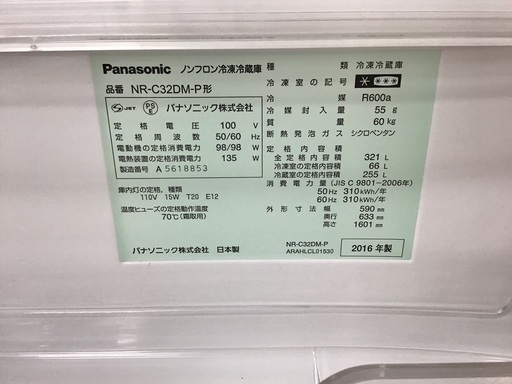 Panasonic ノンフロン冷凍冷蔵庫
品番 NR-C32DM-P形
JET PS E パナソニック株式会社
定格電圧 100 V
定格周波数 50/60 Hz
電動機の定格消費電力 98/98 W
電熱装置の定格消費電力 135 W
製造番号 A 5618853
庫内灯の定格、種類
110V 15W T20 E12
温度ヒューズの定格動作温度
70℃(霜取用)
パナソニック株式会社 日本製
種類 冷凍冷蔵庫
冷凍室の記号
冷媒 R600a
冷媒封入量 55 g
質量 60 kg
断熱発泡ガス シクロペンタン
定格内容積
全定格内容積 321 L
冷凍室の定格内容積 66 L
冷蔵室の定格内容積 255 L
消費電力量 (JIS C 9801-2006年)
50Hz 310 kWh/年
60Hz 310 kWh/年
外形寸法 幅 590 mm
奥行 633 mm
高さ 1601 mm
NR-C32DM-P
ARAHLCL01530
2016 年製